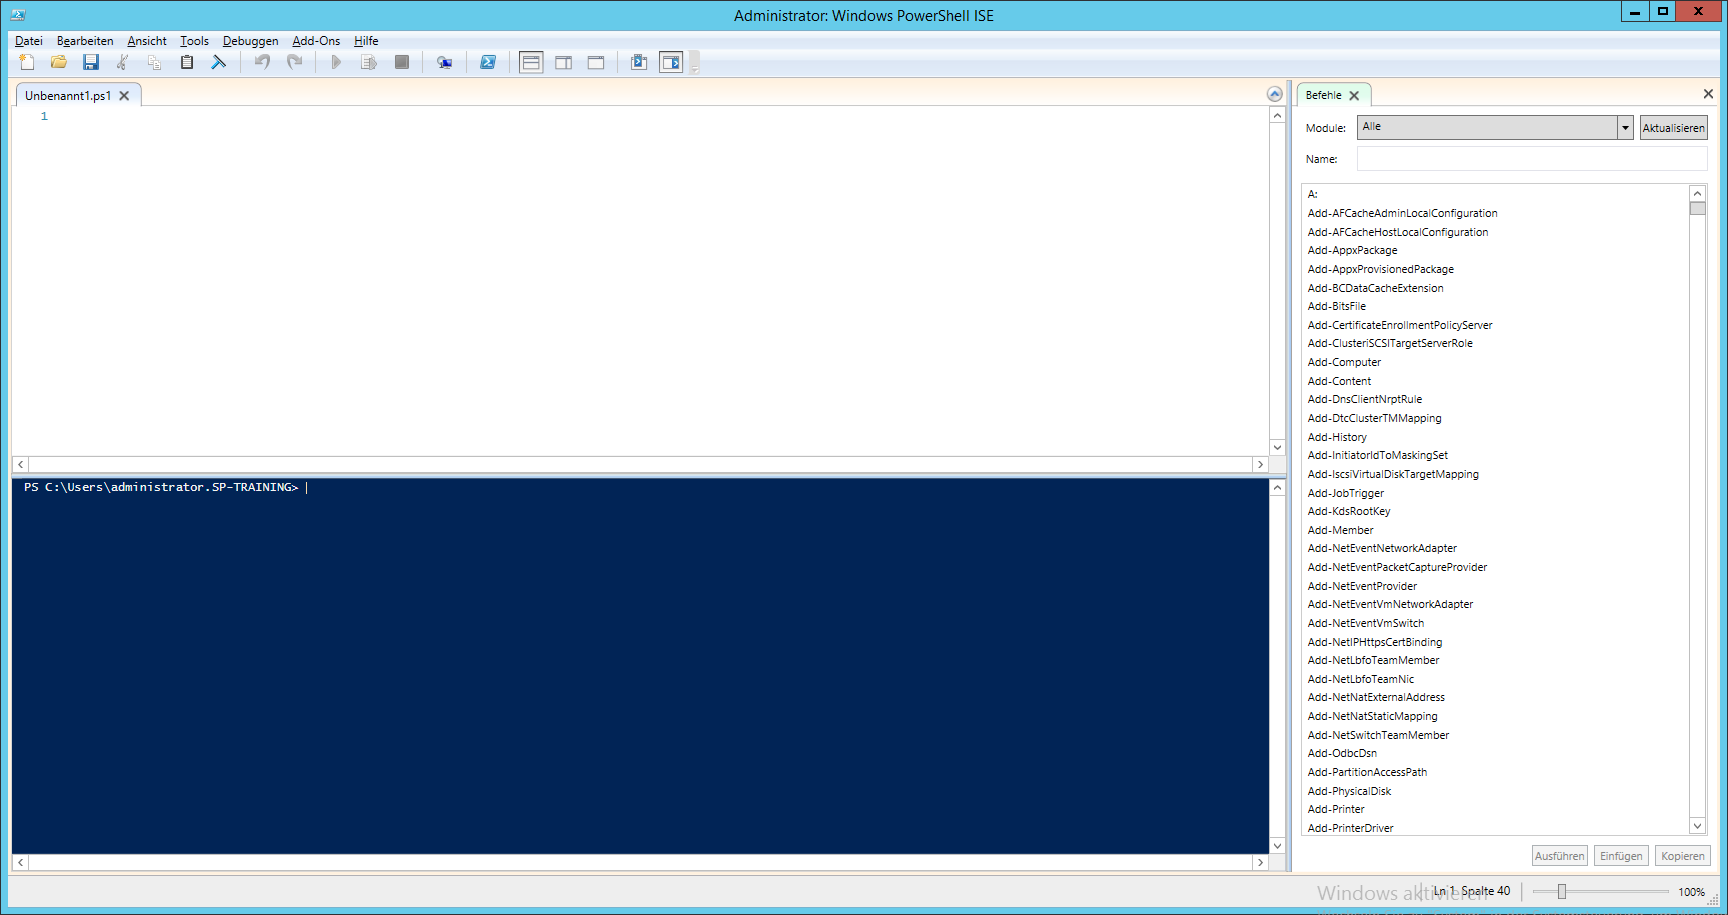 Administrator: Windows PowerShell ISE
Datei Bearbeiten Ansicht Tools Debuggen Add-Ons Hilfe
Unbenannt1.ps1
1
PS C:\Users\administrator.SP-TRAINING>
Befehle
Module: Alle Aktualisieren
Name:
A:
Add-AFCacheAdminLocalConfiguration
Add-AFCacheHostLocalConfiguration
Add-AppxPackage
Add-AppxProvisionedPackage
Add-BCDataCacheExtension
Add-BitsFile
Add-CertificateEnrollmentPolicyServer
Add-ClusteriSCSITargetServerRole
Add-Computer
Add-Content
Add-DnsClientNrptRule
Add-DtcClusterTMMapping
Add-History
Add-InitiatorIdToMaskingSet
Add-IscsiVirtualDiskTargetMapping
Add-JobTrigger
Add-KdsRootKey
Add-Member
Add-NetEventNetworkAdapter
Add-NetEventPacketCaptureProvider
Add-NetEventProvider
Add-NetEventVmNetworkAdapter
Add-NetEventVmSwitch
Add-NetIPHttpsCertBinding
Add-NetLbfoTeamMember
Add-NetLbfoTeamNic
Add-NetNatExternalAddress
Add-NetNatStaticMapping
Add-NetSwitchTeamMember
Add-OdbcDsn
Add-PartitionAccessPath
Add-PhysicalDisk
Add-Printer
Add-PrinterDriver
Ausführen Einfügen Kopieren
Windows aktivieren
Ln 1 Spalte 40 100%